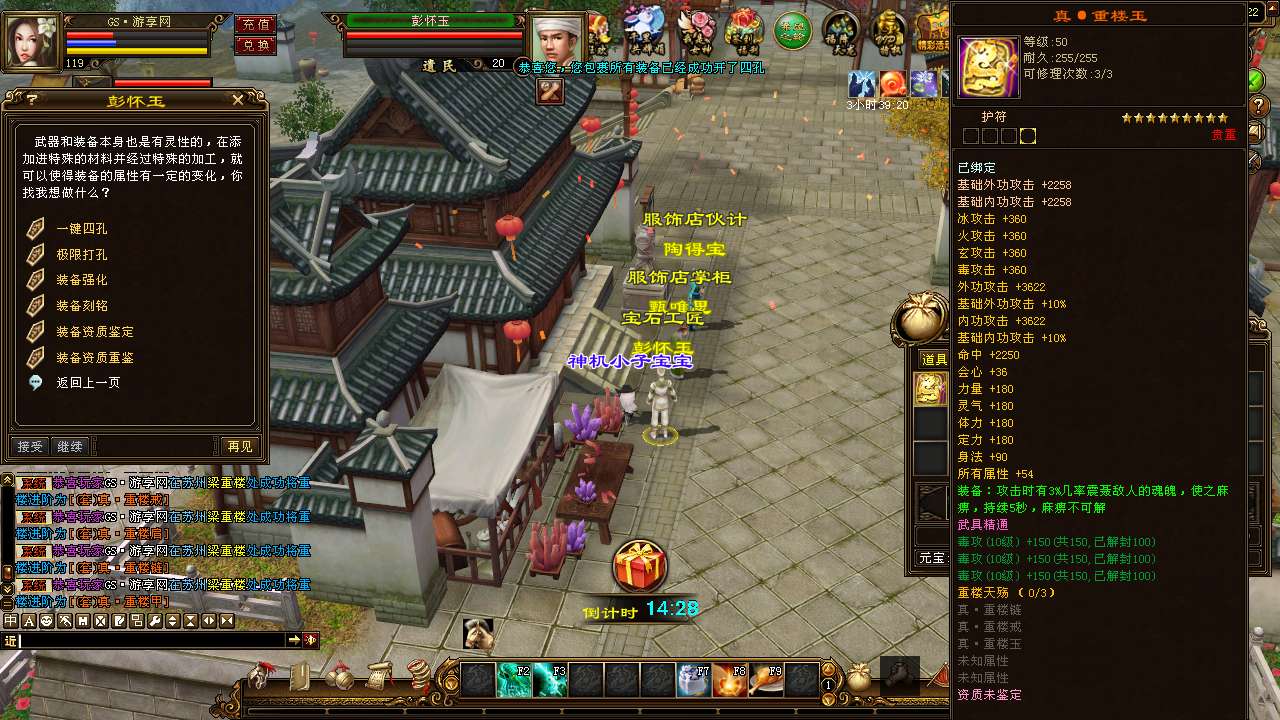 GS·游享网
119
充值
兑换
彭怀玉
遗民
20
恭喜您，您包裹所有装备已经成功开了四孔
3小时39:20
22
彭怀玉
武器和装备本身也是有灵性的，在添
加进特殊的材料并经过特殊的加工，就
可以使得装备的属性有一定的变化，你
找我想做什么？
一键四孔
极限打孔
装备强化
装备刻铭
装备资质鉴定
装备资质重鉴
返回上一页
接受
继续
再见
服饰店伙计
陶得宝
服饰店掌柜
甄唯思
宝石工匠
彭怀玉
神机小子宝宝
倒计时 14:28
恭喜玩家GS·游享网在苏州梁重楼处成功将重
楼进阶为[(套)真·重楼戒]
恭喜玩家GS·游享网在苏州梁重楼处成功将重
楼进阶为[(套)真·重楼肩]
恭喜玩家GS·游享网在苏州梁重楼处成功将重
楼进阶为[(套)真·重楼链]
恭喜玩家GS·游享网在苏州梁重楼处成功将重
楼进阶为[(套)真·重楼甲]
近
F2
F3
F7
F8
F9
1
道具
元宝
真●重楼玉
等级:50
耐久:255/255
可修理次数:3/3
护符
贵重
已绑定
基础外功攻击 +2258
基础内功攻击 +2258
冰攻击 +360
火攻击 +360
玄攻击 +360
毒攻击 +360
外功攻击 +3622
基础外功攻击 +10%
内功攻击 +3622
基础内功攻击 +10%
命中 +2250
会心 +36
力量 +180
灵气 +180
体力 +180
定力 +180
身法 +90
所有属性 +54
装备：攻击时有3%几率震聂敌人的魂魄，使之麻
痹，持续5秒，麻痹不可解
武具精通
毒攻(10级) +150(共150,已解封100)
毒攻(10级) +150(共150,已解封100)
毒攻(10级) +150(共150,已解封100)
重楼天殇 (0/3)
真·重楼链
真·重楼戒
真·重楼玉
未知属性
未知属性
资质未鉴定